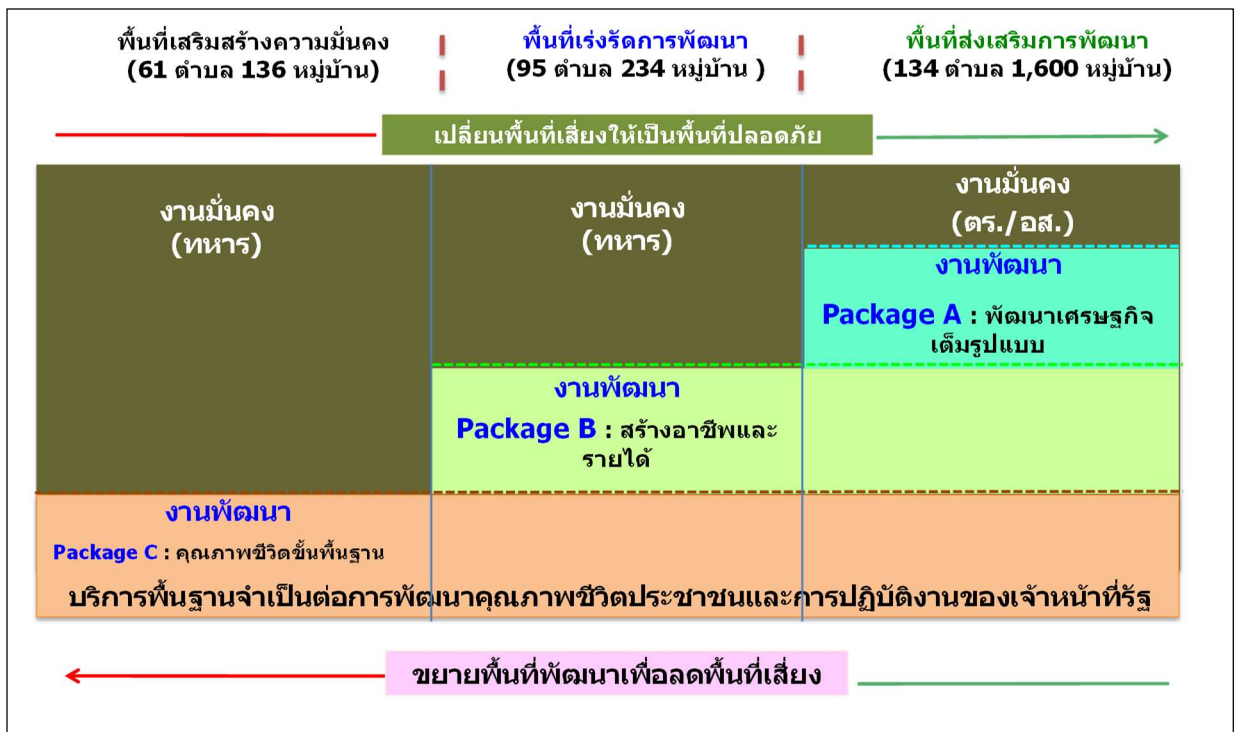 พื้นที่เสริมสร้างความมั่นคง
(61 ตำบล 136 หมู่บ้าน)
พื้นที่เร่งรัดการพัฒนา
(95 ตำบล 234 หมู่บ้าน )
พื้นที่ส่งเสริมการพัฒนา
(134 ตำบล 1,600 หมู่บ้าน)
เปลี่ยนพื้นที่เสี่ยงให้เป็นพื้นที่ปลอดภัย
งานมั่นคง
(ทหาร)
งานมั่นคง
(ทหาร)
งานมั่นคง
(ตร./อส.)
งานพัฒนา
Package A : พัฒนาเศรษฐกิจ
เต็มรูปแบบ
งานพัฒนา
Package B : สร้างอาชีพและ
รายได้
งานพัฒนา
Package C : คุณภาพชีวิตขั้นพื้นฐาน
บริการพื้นฐานจำเป็นต่อการพัฒนาคุณภาพชีวิตประชาชนและการปฏิบัติงานของเจ้าหน้าที่รัฐ
ขยายพื้นที่พัฒนาเพื่อลดพื้นที่เสี่ยง